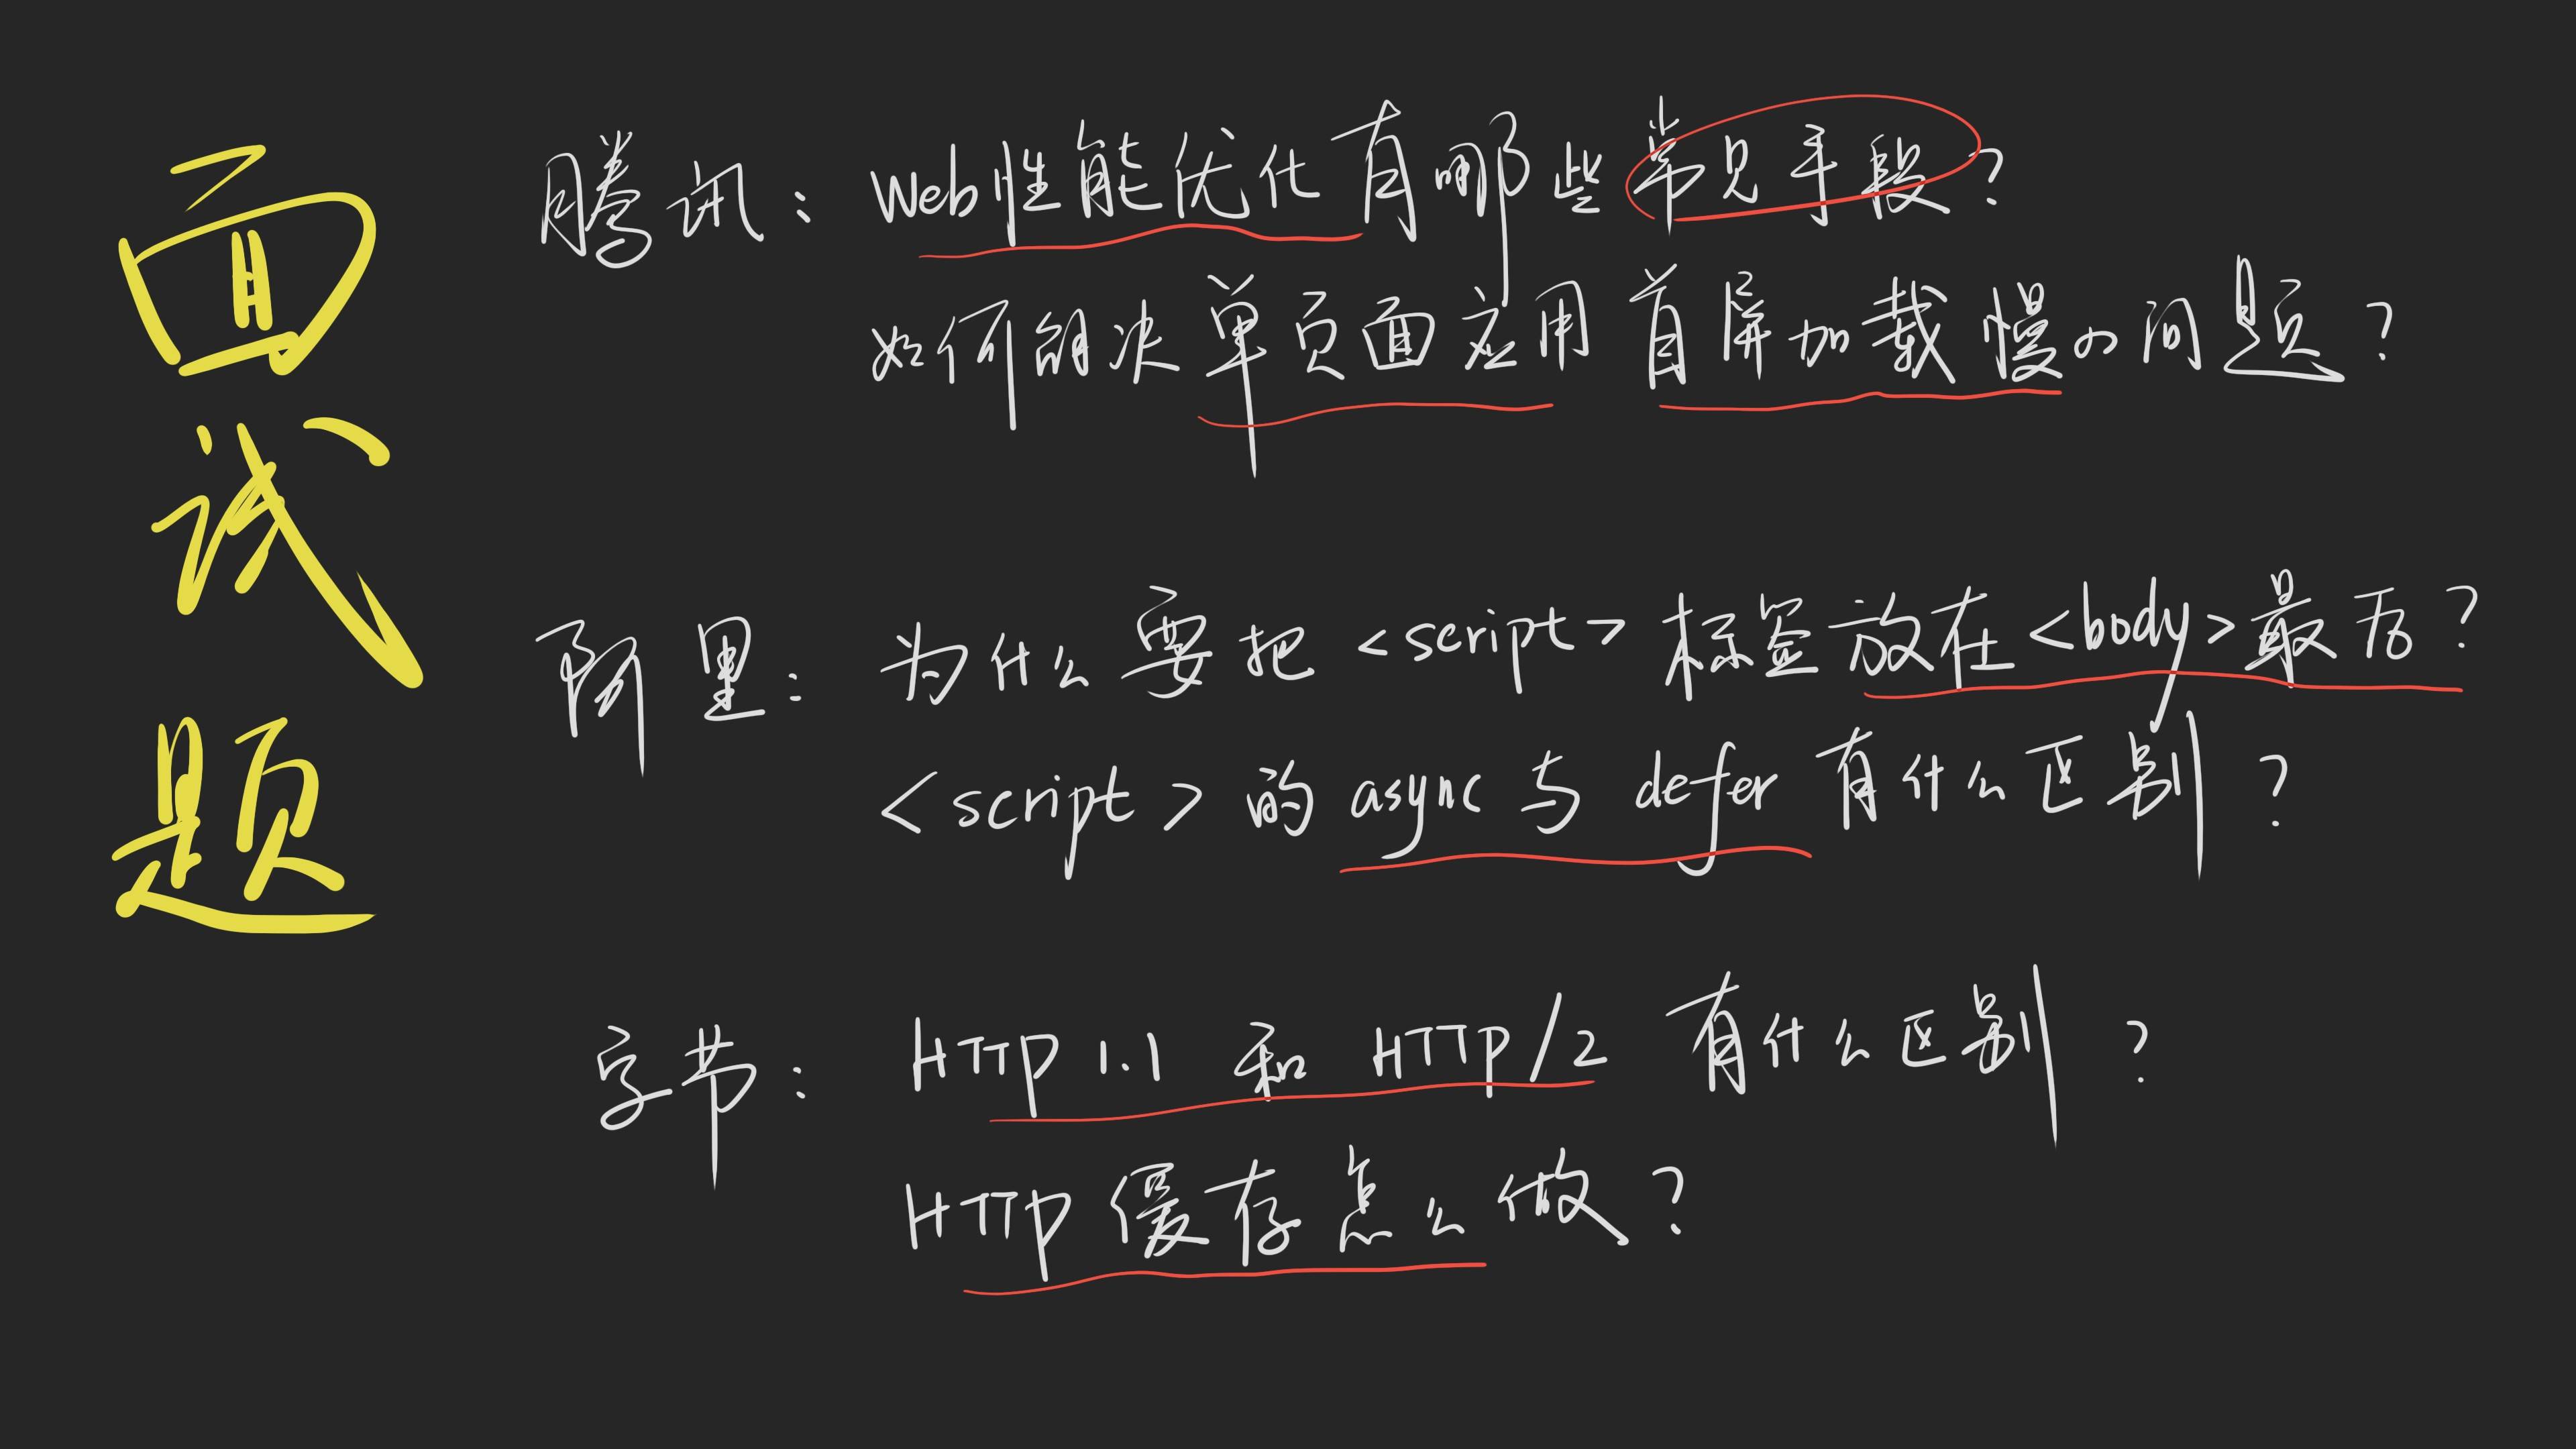 面试题
腾讯：Web性能优化有哪些常见手段？
如何解决单页面应用首屏加载慢的问题？
阿里：为什么要把<script>标签放在<body>最后？
<script>的async与defer有什么区别？
字节：HTTP 1.1 和 HTTP/2 有什么区别？
HTTP缓存怎么做？